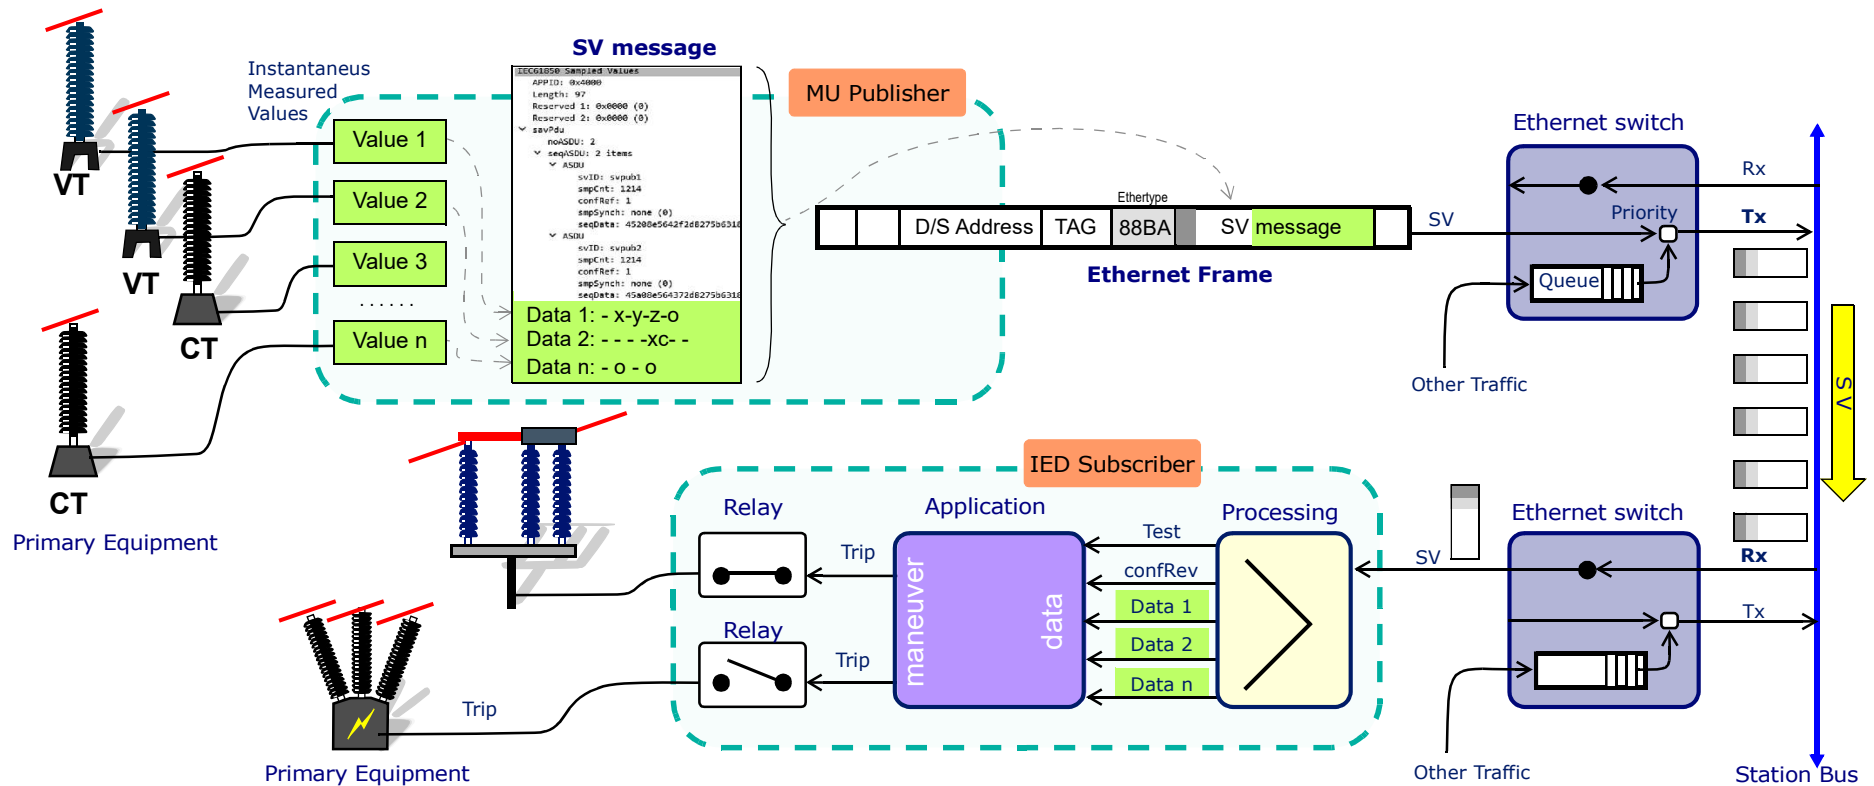 SV message
Instantaneus
Measured
Values
VT
VT
CT
CT
Primary Equipment
Value 1
Value 2
Value 3
. . . . . .
Value n
IEC61850 Sampled Values
APPID: 0x4000
Length: 97
Reserved 1: 0x0000 (0)
Reserved 2: 0x0000 (0)
savPdu
noASDU: 2
seqASDU: 2 items
ASDU
svID: svpub1
smpCnt: 1214
confRef: 1
smpSynch: none (0)
seqData: 45208e5642f2d8275b6318
ASDU
svID: svpub2
smpCnt: 1214
confRef: 1
smpSynch: none (0)
seqData: 45a08e564372d8275b6318
Data 1: - x-y-z-o
Data 2: - - - -xc- -
Data n: - o - o
MU Publisher
Ethertype
D/S Address
TAG
88BA
SV message
Ethernet Frame
SV
Ethernet switch
Priority
Queue
Other Traffic
Rx
Tx
SV
IED Subscriber
Relay
Relay
Application
Processing
Trip
Trip
maneuver
data
Test
confRev
Data 1
Data 2
Data n
SV
Ethernet switch
Rx
Tx
Other Traffic
Station Bus
Trip
Primary Equipment